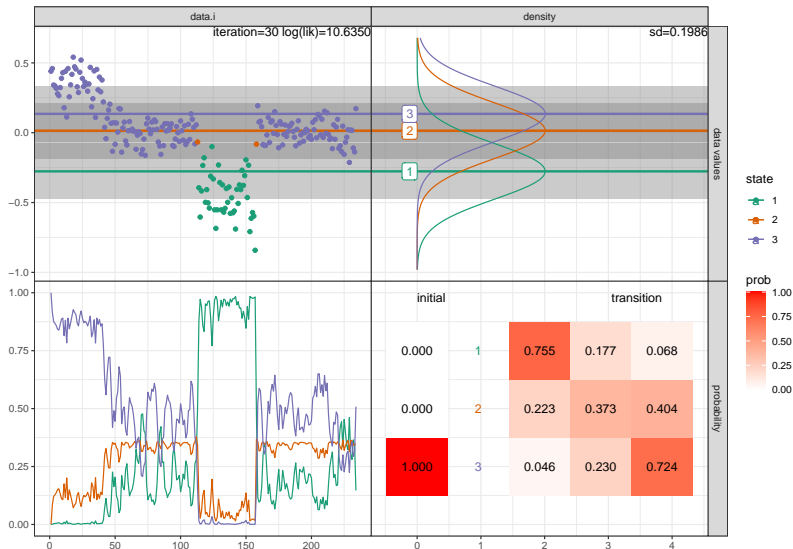 data.i
density
iteration=30 log(lik)=10.6350
sd=0.1986
0.5
0.0
−0.5
−1.0
3
2
1
data values
state
a 1
a 2
a 3
1.00
0.75
0.50
0.25
0.00
initial
transition
0.000 1 0.755 0.177 0.068
0.000 2 0.223 0.373 0.404
1.000 3 0.046 0.230 0.724
probability
prob
1.00
0.75
0.50
0.25
0.00
0 50 100 150 200
0 1 2 3 4